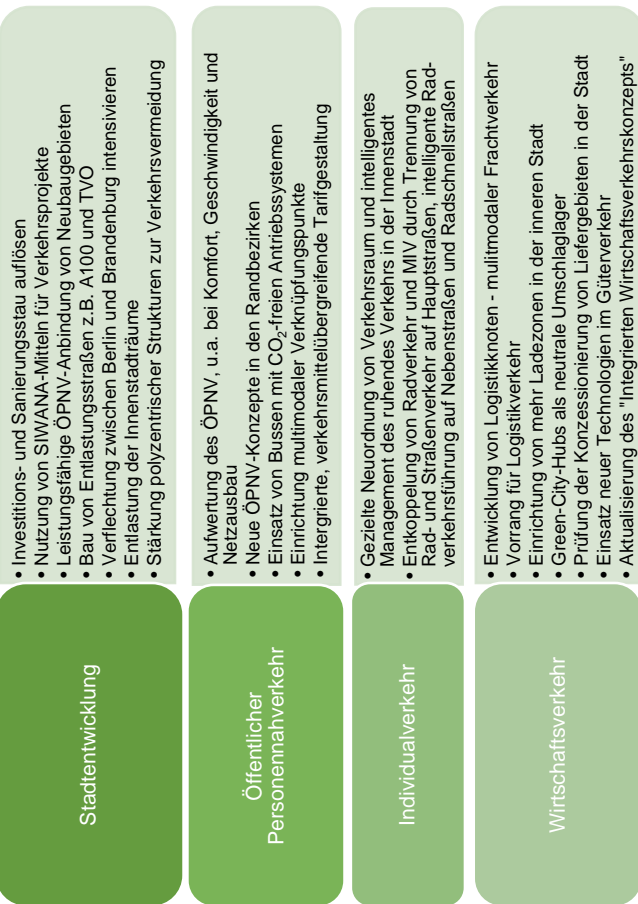 Stadtentwicklung
• Investitions- und Sanierungsstau auflösen
• Nutzung von SIWANA-Mitteln für Verkehrsprojekte
• Leistungsfähige ÖPNV-Anbindung von Neubaugebieten
• Bau von Entlastungsstraßen z.B. A100 und TVO
• Verflechtung zwischen Berlin und Brandenburg intensivieren
• Entlastung der Innenstadträume
• Stärkung polyzentrischer Strukturen zur Verkehrsvermeidung
Öffentlicher
Personennahverkehr
• Aufwertung des ÖPNV, u.a. bei Komfort, Geschwindigkeit und
Netzausbau
• Neue ÖPNV-Konzepte in den Randbezirken
• Einsatz von Bussen mit CO₂-freien Antriebssystemen
• Einrichtung multimodaler Verknüpfungspunkte
• Intergrierte, verkehrsmittelübergreifende Tarifgestaltung
Individualverkehr
• Gezielte Neuordnung von Verkehrsraum und intelligentes
Management des ruhendes Verkehrs in der Innenstadt
• Entkoppelung von Radverkehr und MIV durch Trennung von
Rad- und Straßenverkehr auf Hauptstraßen, intelligente Rad-
verkehrsführung auf Nebenstraßen und Radschnellstraßen
Wirtschaftsverkehr
• Entwicklung von Logistikknoten - mulitmodaler Frachtverkehr
• Vorrang für Logistikverkehr
• Einrichtung von mehr Ladezonen in der inneren Stadt
• Green-City-Hubs als neutrale Umschlaglager
• Prüfung der Konzessionierung von Liefergebieten in der Stadt
• Einsatz neuer Technologien im Güterverkehr
• Aktualisierung des "Integrierten Wirtschaftsverkehrskonzepts"